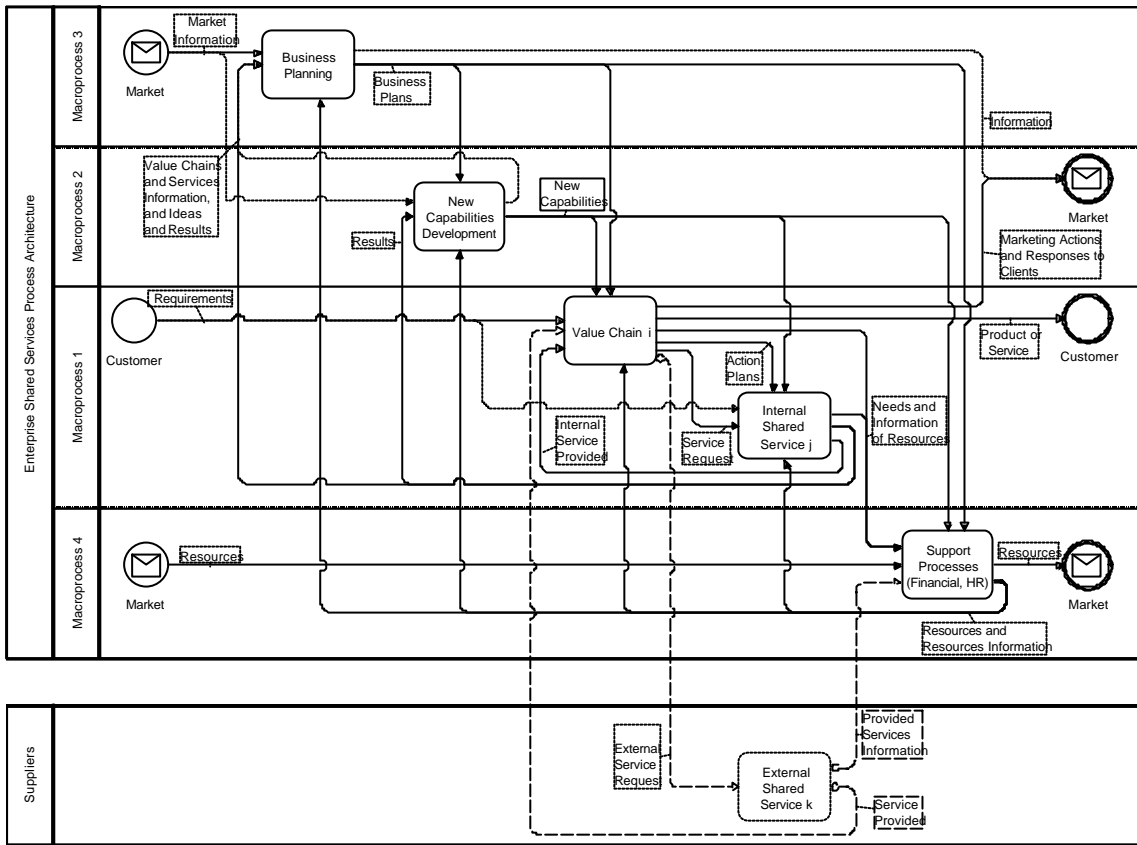 Enterprise Shared Services Process Architecture
Macroprocess 3
Market
Information
Market
Business
Planning
Business
Plans
Information
Macroprocess 2
Value Chains
and Services
Information,
and Ideas
and Results
Results
New
Capabilities
Development
New
Capabilities
Market
Marketing Actions
and Responses to
Clients
Macroprocess 1
Requirements
Customer
Value Chain i
Product or
Service
Customer
Action
Plans
Internal
Service
Provided
Service
Request
Internal
Shared
Service j
Needs and
Information
of Resources
Macroprocess 4
Resources
Market
Support
Processes
(Financial, HR)
Resources
Market
Resources and
Resources Information
Suppliers
External
Service
Request
External
Shared
Service k
Provided
Services
Information
Service
Provided